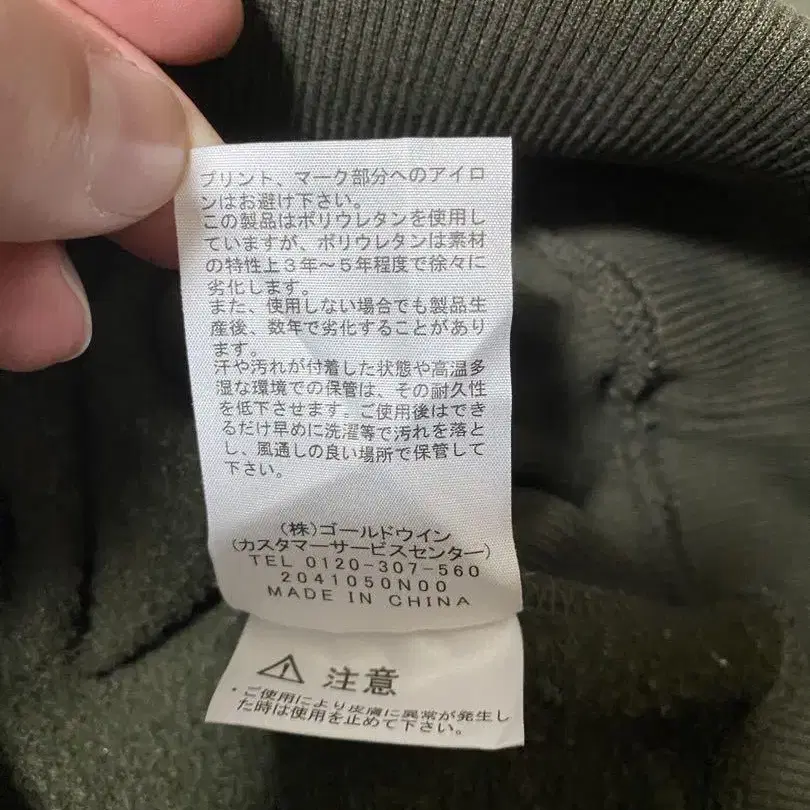 プリント、マーク部分へのアイロ
ンはお避け下さい。
この製品はポリウレタンを使用し
ていますが、ポリウレタンは素材
の特性上3年～5年程度で徐々に
劣化します。
また、使用しない場合でも製品生
産後、数年で劣化することがあり
ます。
汗や汚れが付着した状態や高温多
湿な環境での保管は、その耐久性
を低下させます。ご使用後はでき
るだけ早めに洗濯等で汚れを落と
し、風通しの良い場所で保管して
下さい。
(株)ゴールドウイン
(カスタマーサービスセンター)
TEL 0120-307-560
2041050N00
MADE IN CHINA
注意
・ご使用により皮膚に異常が発生し
た時は使用を止めて下さい。